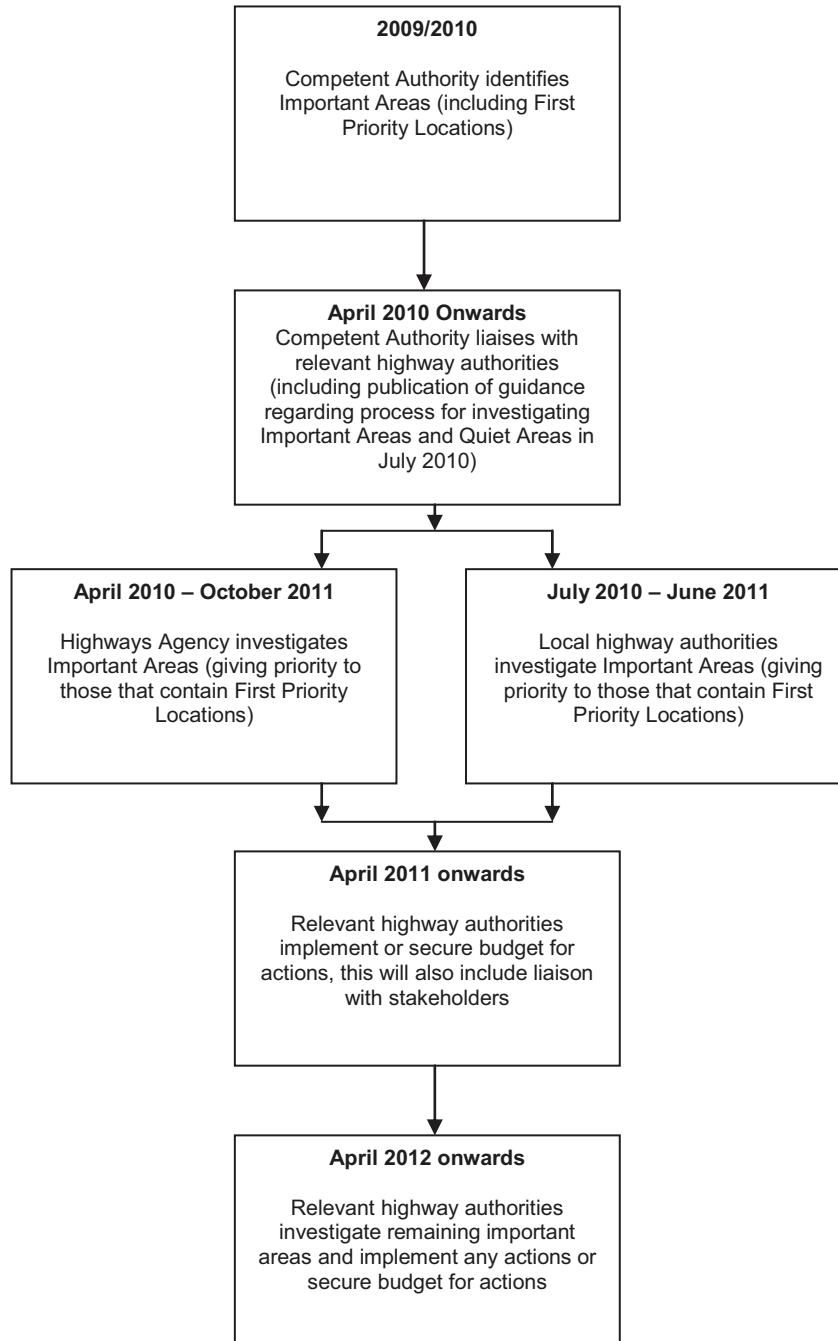 2009/2010
Competent Authority identifies
Important Areas (including First
Priority Locations)
April 2010 Onwards
Competent Authority liaises with
relevant highway authorities
(including publication of guidance
regarding process for investigating
Important Areas and Quiet Areas in
July 2010)
April 2010 – October 2011
Highways Agency investigates
Important Areas (giving priority to
those that contain First Priority
Locations)
July 2010 – June 2011
Local highway authorities
investigate Important Areas (giving
priority to those that contain First
Priority Locations)
April 2011 onwards
Relevant highway authorities
implement or secure budget for
actions, this will also include liaison
with stakeholders
April 2012 onwards
Relevant highway authorities
investigate remaining important
areas and implement any actions or
secure budget for actions